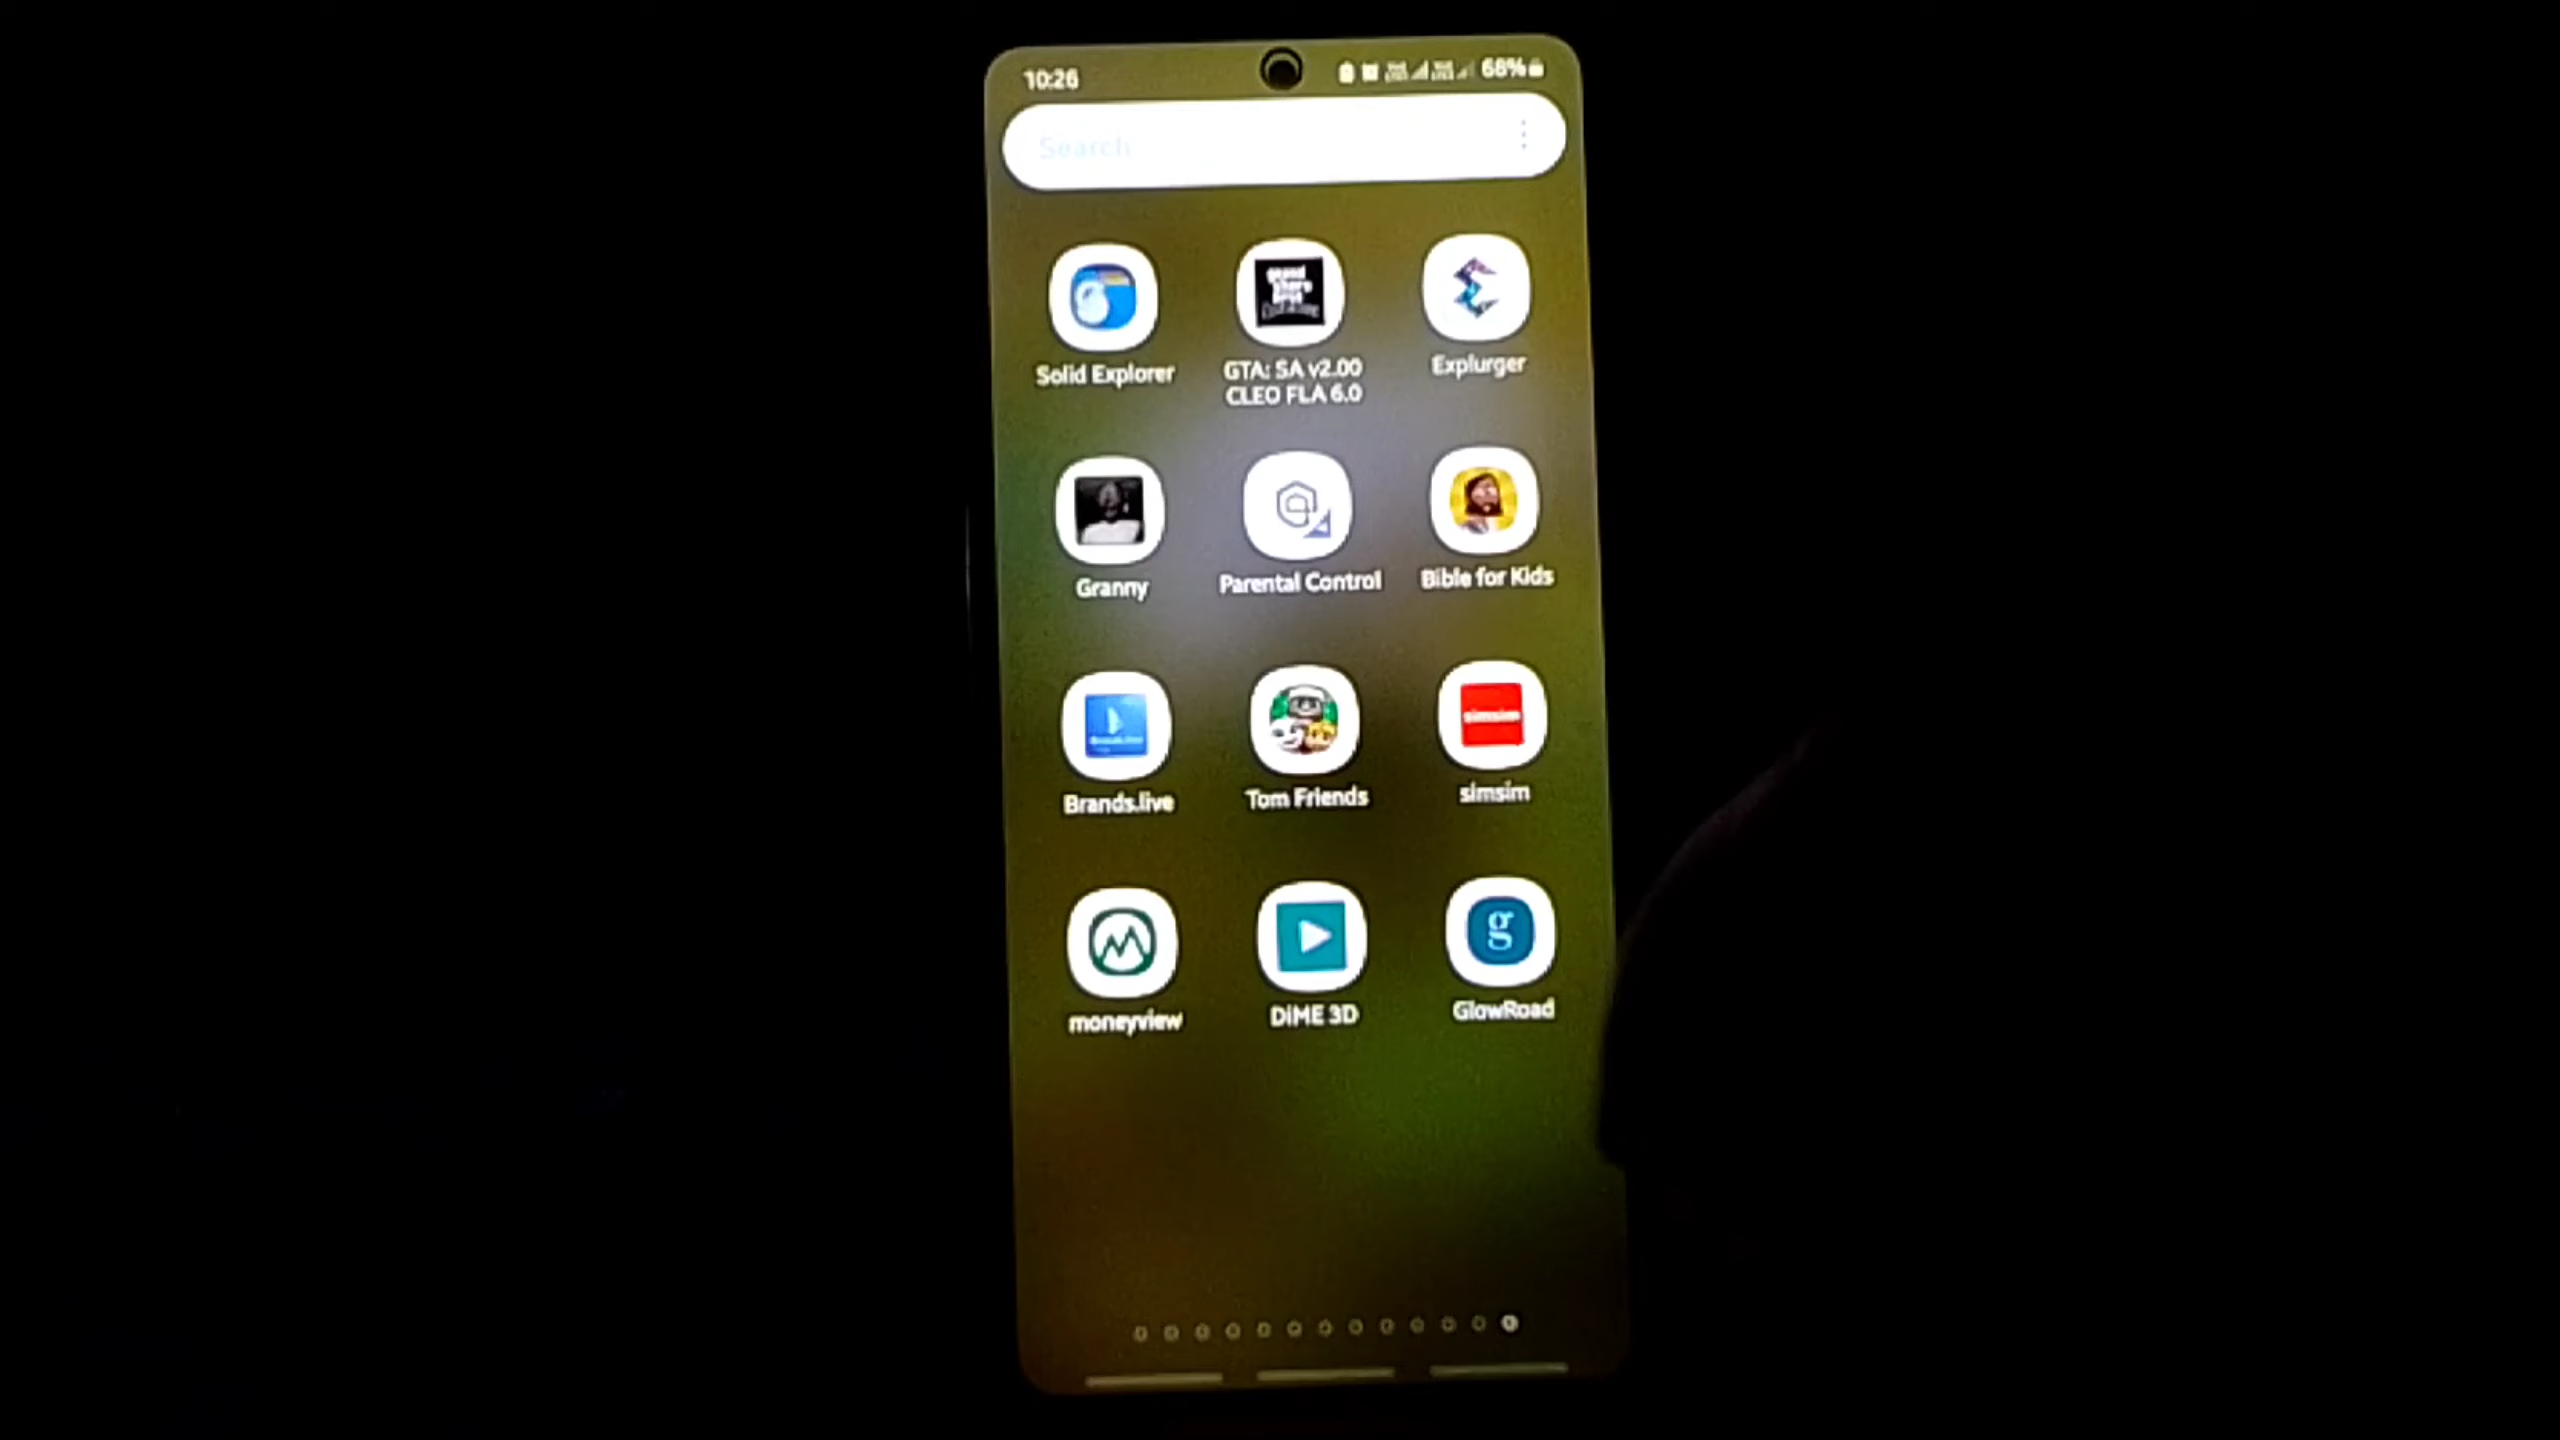 10:26
68%
Search
Solid Explorer
GTA: SA v2.00
CLEO FLA 6.0
Explurger
Granny
Parental Control
Bible for Kids
simsim
Brands.live
Tom Friends
simsim
g
moneyview
DiME 3D
GlowRoad